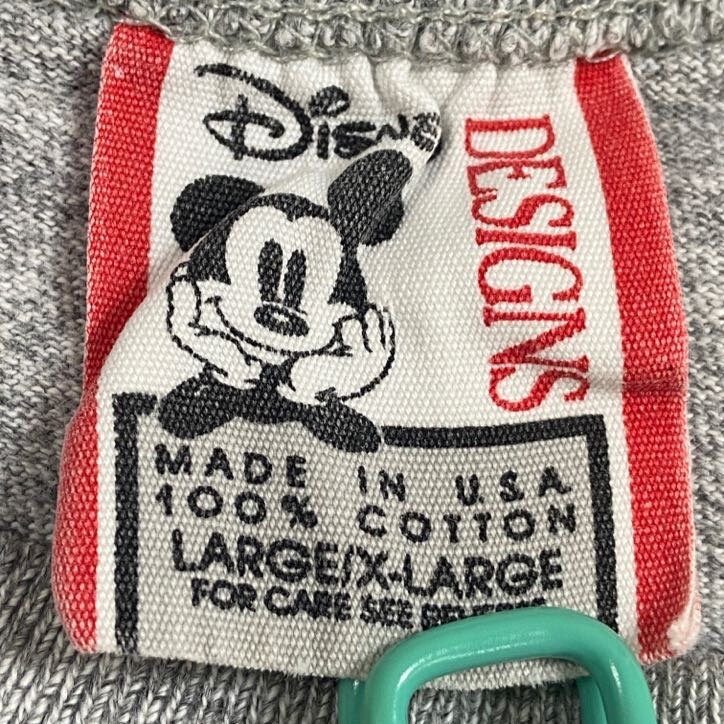 Disney
DESIGNS
MADE IN U.S.A
100% COTTON
LARGE/X-LARGE
FOR CARE SEE